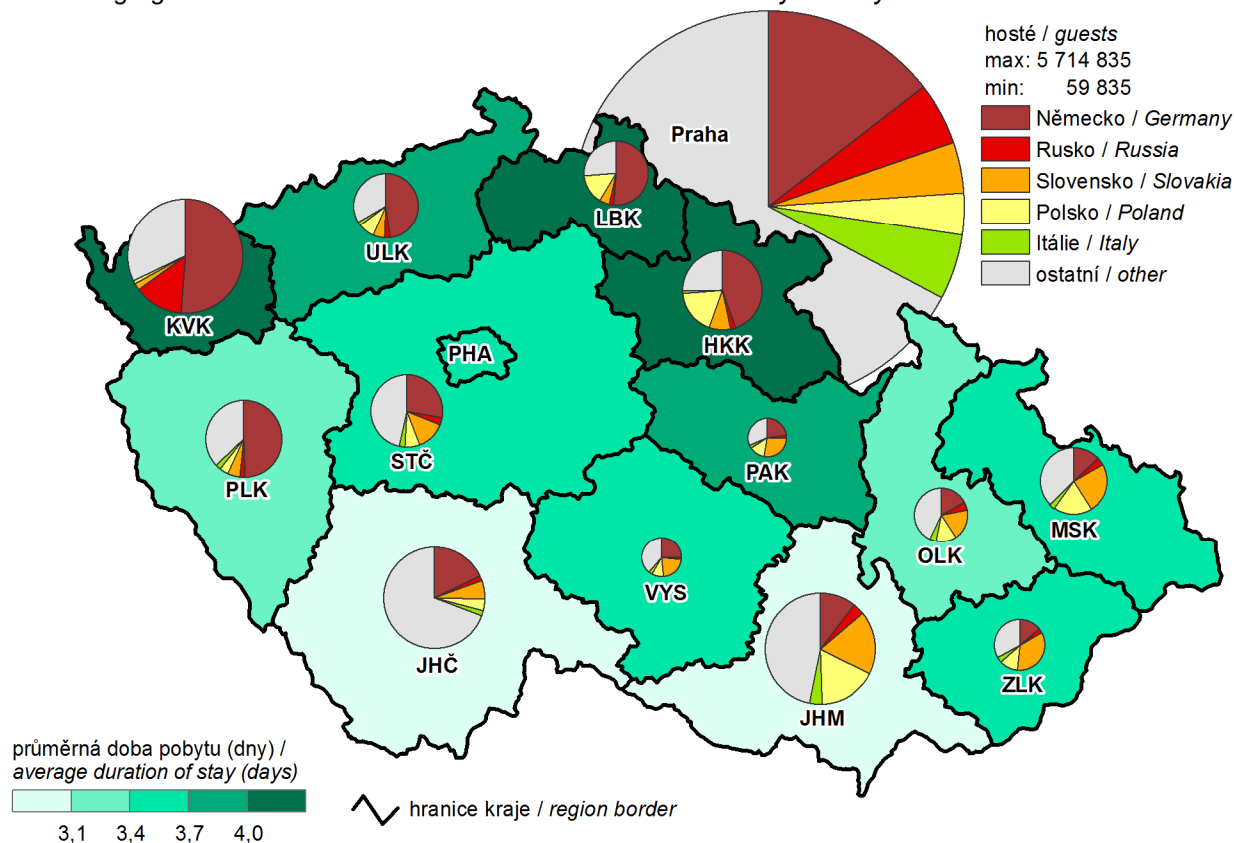 hosté / guests
max: 5 714 835
min: 59 835
Německo / Germany
Rusko / Russia
Slovensko / Slovakia
Polsko / Poland
Itálie / Italy
ostatní / other
Praha
LBK
ULK
KVK
HKK
PHA
STČ
PAK
PLK
MSK
OLK
VYS
JHČ
ZLK
JHM
průměrná doba pobytu (dny) /
average duration of stay (days)
3,1 3,4 3,7 4,0
hranice kraje / region border